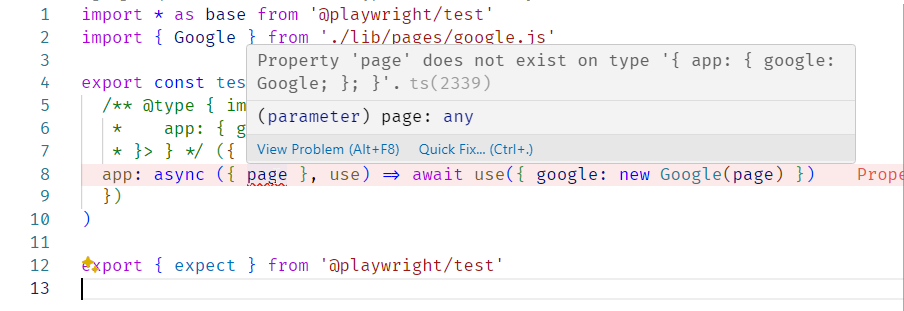 1 import * as base from '@playwright/test'
2 import { Google } from './lib/pages/google.js'
3
Property 'page' does not exist on type '{ app: { google:
4 export const tes
Google; }; }'. ts(2339)
5 /** @type { im
6 * app: { g
(parameter) page: any
7 * }> } */ ({
View Problem (Alt+F8) Quick Fix... (Ctrl+.)
8 app: async ({ page }, use) => await use({ google: new Google(page) }) Prope
9 })
10 )
11
12 export { expect } from '@playwright/test'
13